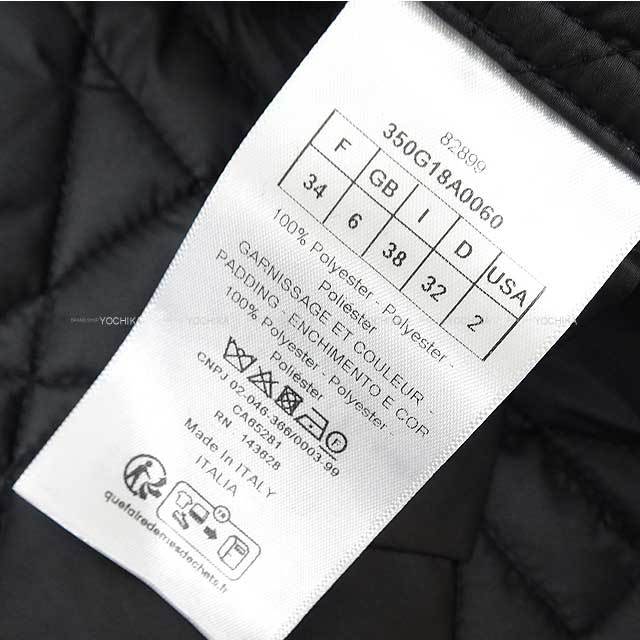 82899
350G18A0060
F GB I D USA
34 6 38 32 2
100% Polyester - Polyester -
Poliéster
GARNISSAGE ET COULEUR -
PADDING - ENCHIMENTO E COR
100% Polyester - Polyester -
Poliéster
F
CNPJ 02-046-366/0003-99
CA65281
RN 143628
Made In ITALY
ITALIA
FR
quefairedemesdechets.fr
YOCHIKA
YOCHIKA
YOCHIKA